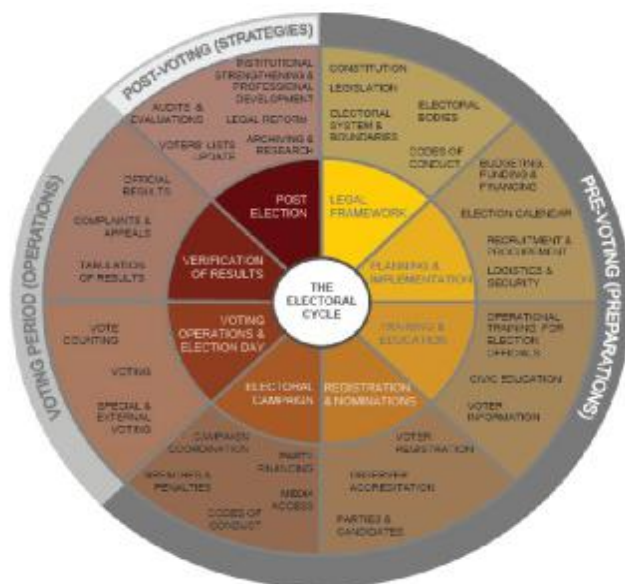 POST-VOTING (STRATEGIES)
PRE-VOTING (PREPARATIONS)
VOTING PERIOD (OPERATIONS)
THE
ELECTORAL
CYCLE
LEGAL
FRAMEWORK
PLANNING &
IMPLEMENTATION
TRAINING &
EDUCATION
REGISTRATION
& NOMINATIONS
ELECTORAL
CAMPAIGN
VOTING
OPERATIONS &
ELECTION DAY
VERIFICATION
OF RESULTS
POST
ELECTION
CONSTITUTION
LEGISLATION
ELECTORAL
SYSTEM &
BOUNDARIES
ELECTORAL
BODIES
CODES OF
CONDUCT
BUDGETING,
FUNDING &
FINANCING
ELECTION CALENDAR
RECRUITMENT &
PROCUREMENT
LOGISTICS &
SECURITY
OPERATIONAL
TRAINING FOR
ELECTION
OFFICIALS
CIVIC EDUCATION
VOTER
INFORMATION
VOTER
REGISTRATION
OBSERVER
ACCREDITATION
PARTIES &
CANDIDATES
CAMPAIGN
COORDINATION
PARTY
FINANCING
BREACHES &
PENALTIES
MEDIA
ACCESS
CODES OF
CONDUCT
VOTE
COUNTING
VOTING
SPECIAL &
EXTERNAL
VOTING
OFFICIAL
RESULTS
COMPLAINTS &
APPEALS
TABULATION
OF RESULTS
INSTITUTIONAL
STRENGTHENING &
PROFESSIONAL
DEVELOPMENT
AUDITS &
EVALUATIONS
LEGAL REFORM
VOTERS' LISTS
UPDATE
ARCHIVING &
RESEARCH